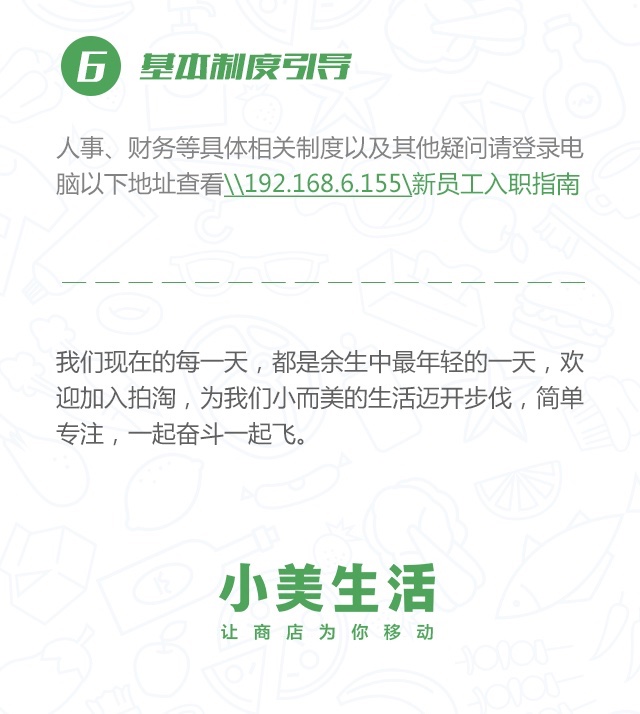 6 基本制度引导
人事、财务等具体相关制度以及其他疑问请登录电
脑以下地址查看\\192.168.6.155\新员工入职指南
我们现在的每一天，都是余生中最年轻的一天，欢
迎加入拍淘，为我们小而美的生活迈开步伐，简单
专注，一起奋斗一起飞。
小美生活
让商店为你移动